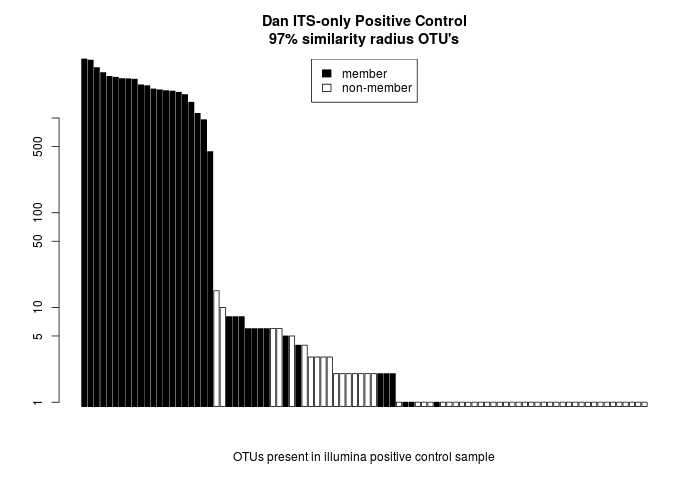 Dan ITS-only Positive Control
97% similarity radius OTU's
member
non-member
500
100
50
10
5
1
OTUs present in illumina positive control sample